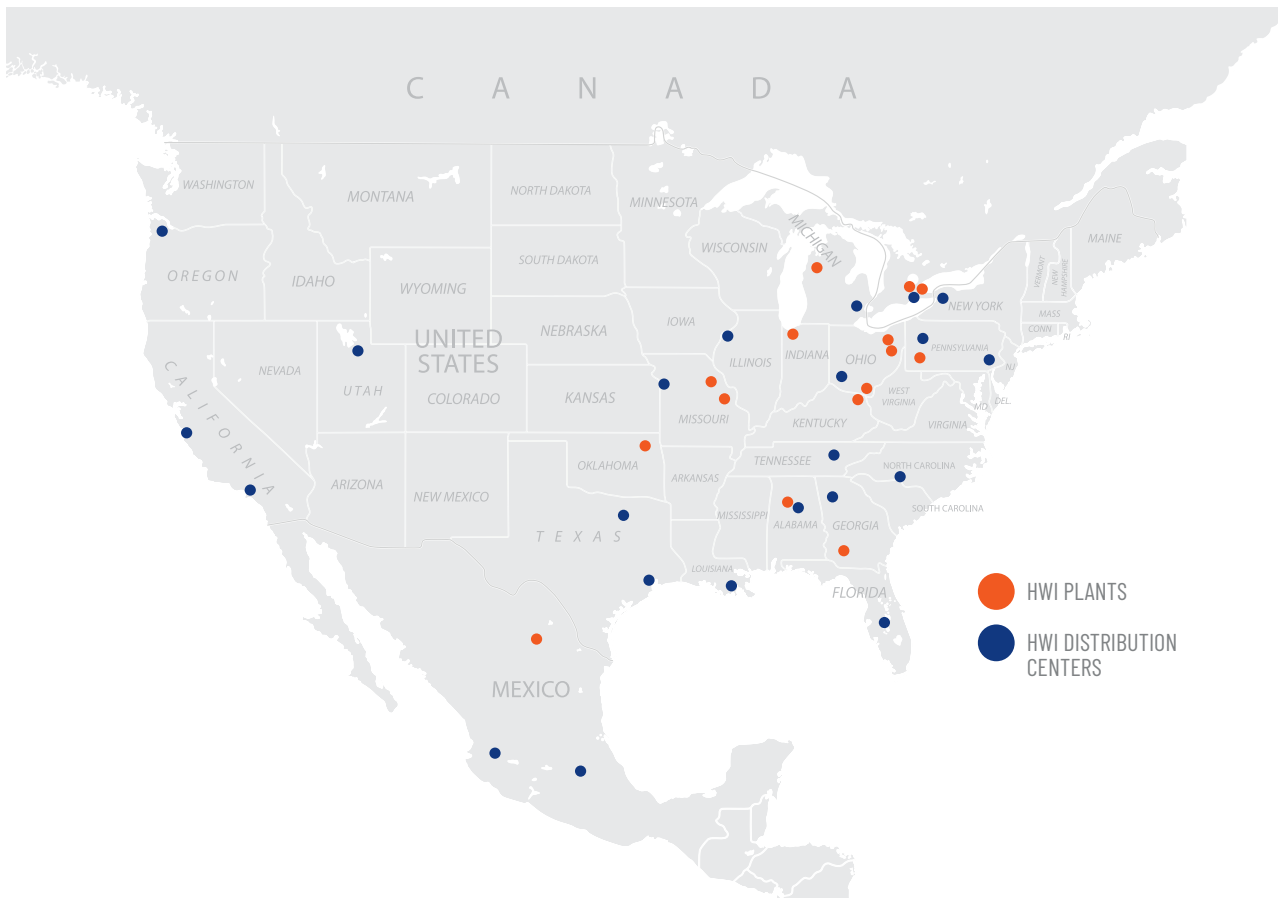 CANADA
WASHINGTON
MONTANA
NORTH DAKOTA
MINNESOTA
MICHIGAN
WISCONSIN
MAINE
VERMONT
NEW
HAMPSHIRE
OREGON
IDAHO
WYOMING
SOUTH DAKOTA
NEW YORK
MASS
CONN
RI
IOWA
NEBRASKA
UNITED
STATES
ILLINOIS
INDIANA
OHIO
PENNSYLVANIA
NJ
CALIFORNIA
NEVADA
UTAH
COLORADO
KANSAS
MISSOURI
WEST
VIRGINIA
MD
DEL.
KENTUCKY
VIRGINIA
ARIZONA
NEW MEXICO
OKLAHOMA
ARKANSAS
TENNESSEE
NORTH CAROLINA
SOUTH CAROLINA
TEXAS
MISSISSIPPI
ALABAMA
GEORGIA
LOUISIANA
FLORIDA
MEXICO
HWI PLANTS
HWI DISTRIBUTION
CENTERS